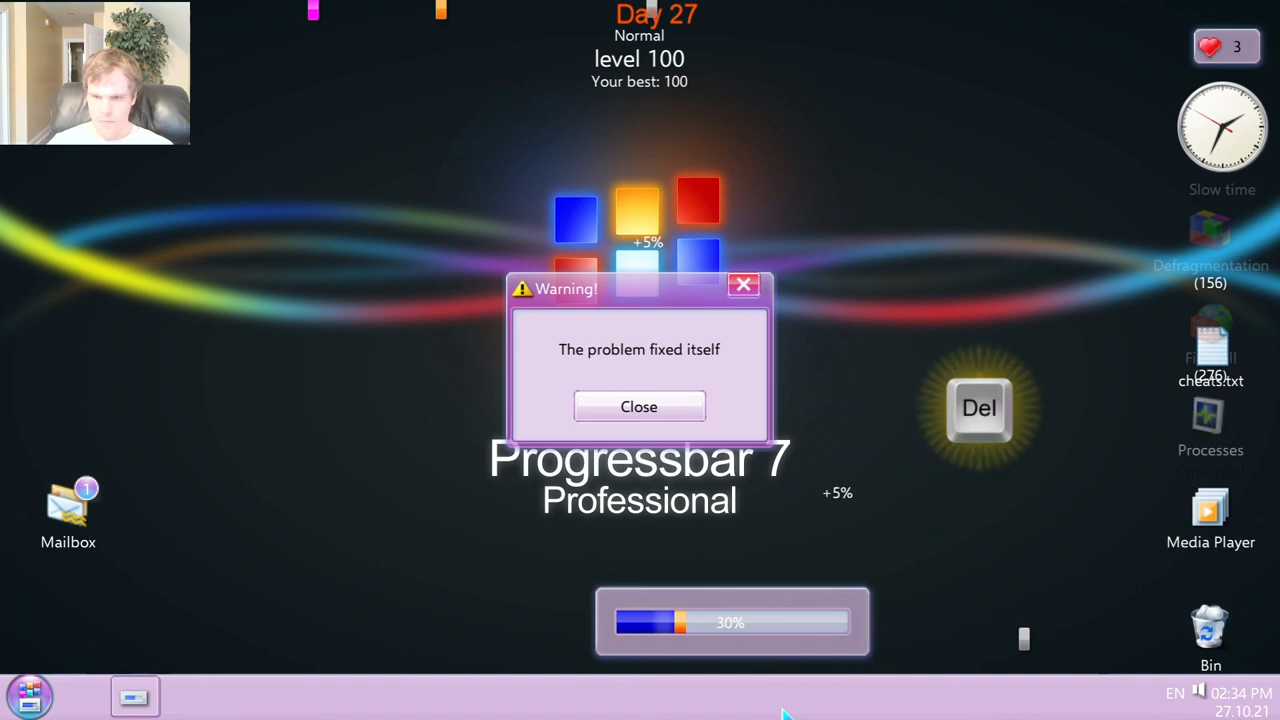 Day 27
Normal
level 100
Your best: 100
3
Slow time
+5%
Defragmentation
(156)
Warning!
The problem fixed itself
Close
(276)
cheats.txt
Del
Processes
Progressbar 7
Professional
+5%
1
Mailbox
Media Player
30%
Bin
EN
02:34 PM
27.10.21